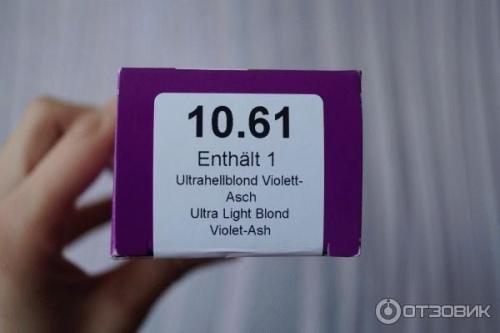 10.61
Enthält 1
Ultrahellblond Violett-
Asch
Ultra Light Blond
Violet-Ash
ОТЗОВИК